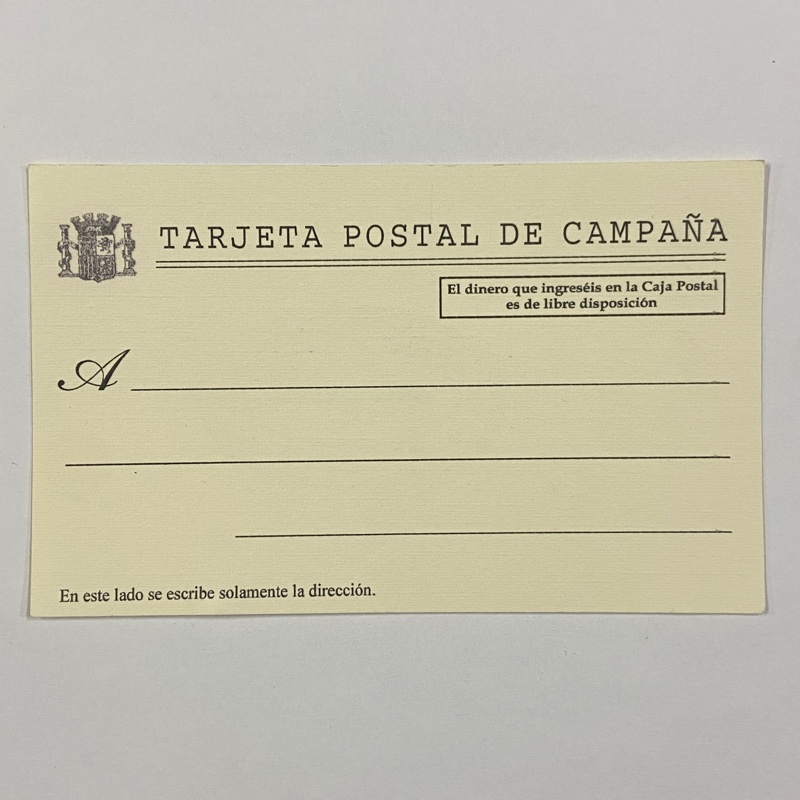 TARJETA POSTAL DE CAMPAÑA
El dinero que ingreséis en la Caja Postal
es de libre disposición
A
En este lado se escribe solamente la dirección.